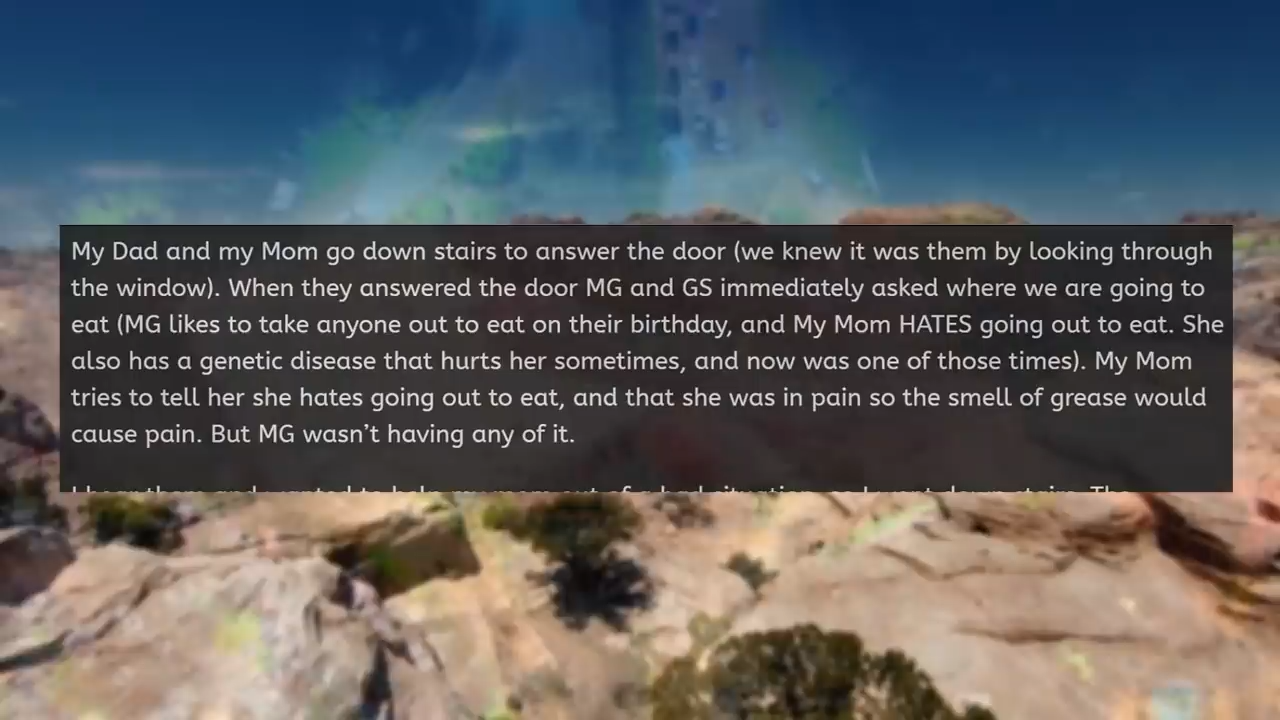 My Dad and my Mom go down stairs to answer the door (we knew it was them by looking through
the window). When they answered the door MG and GS immediately asked where we are going to
eat (MG likes to take anyone out to eat on their birthday, and My Mom HATES going out to eat. She
also has a genetic disease that hurts her sometimes, and now was one of those times). My Mom
tries to tell her she hates going out to eat, and that she was in pain so the smell of grease would
cause pain. But MG wasn't having any of it.